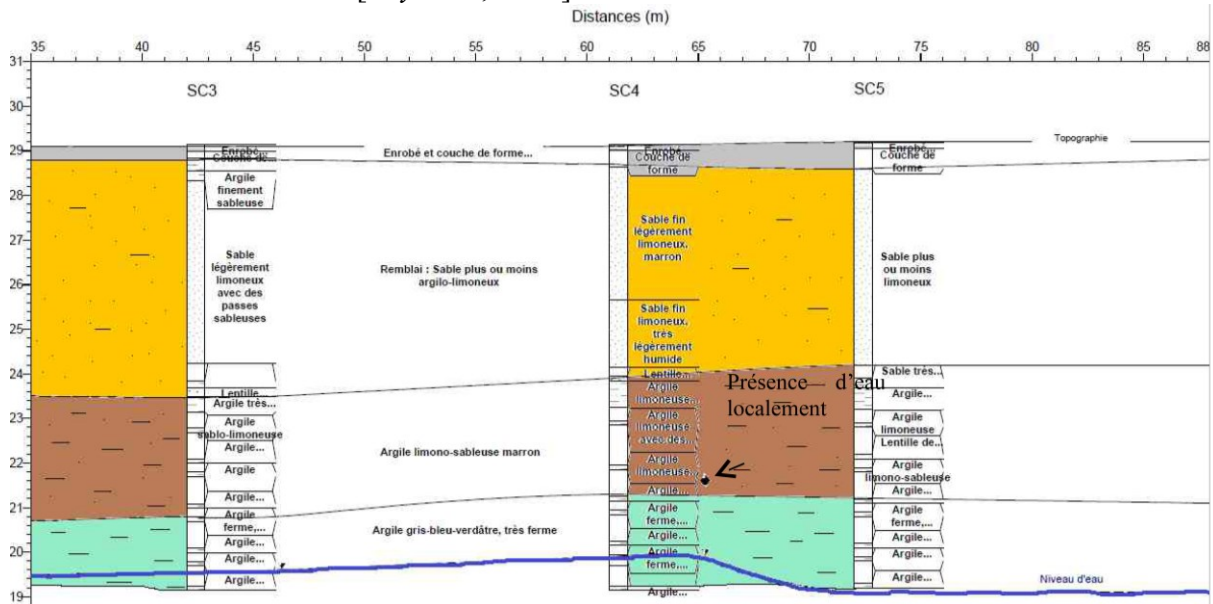 Distances (m)
35 40 45 50 55 60 65 70 75 80 85 88
31
30
29
28
27
26
25
24
23
22
21
20
19
SC3
SC4
SC5
Topographie
Enrobé...
Couche de...
Argile
finement
sableuse
Sable
légèrement
limoneux
avec des
passes
sableuses
Lentille...
Argile très...
Argile
sablo-limoneuse
Argile...
Argile
Argile...
Argile
ferme,...
Argile...
Argile...
Argile...
Enrobé et couche de forme...
Remblai : Sable plus ou moins
argilo-limoneux
Argile limono-sableuse marron
Argile gris-bleu-verdâtre, très ferme
Enrobé...
Couche de
forme
Sable fin
légèrement
limoneux,
marron
Sable fin
limoneux,
très
légèrement
humide
Lentille...
Argile
limoneuse...
Argile
limoneuse
avec des...
Argile
limoneuse...
Argile...
Argile
ferme,...
Argile...
Argile
ferme,...
Argile...
Présence d'eau
localement
Enrobé...
Couche de
forme
Sable plus
ou moins
limoneux
Sable très...
Argile...
Argile
limoneuse
Lentille de...
Argile
limono-sableuse
Argile...
Argile
ferme,...
Argile...
Argile...
Argile...
Niveau d'eau